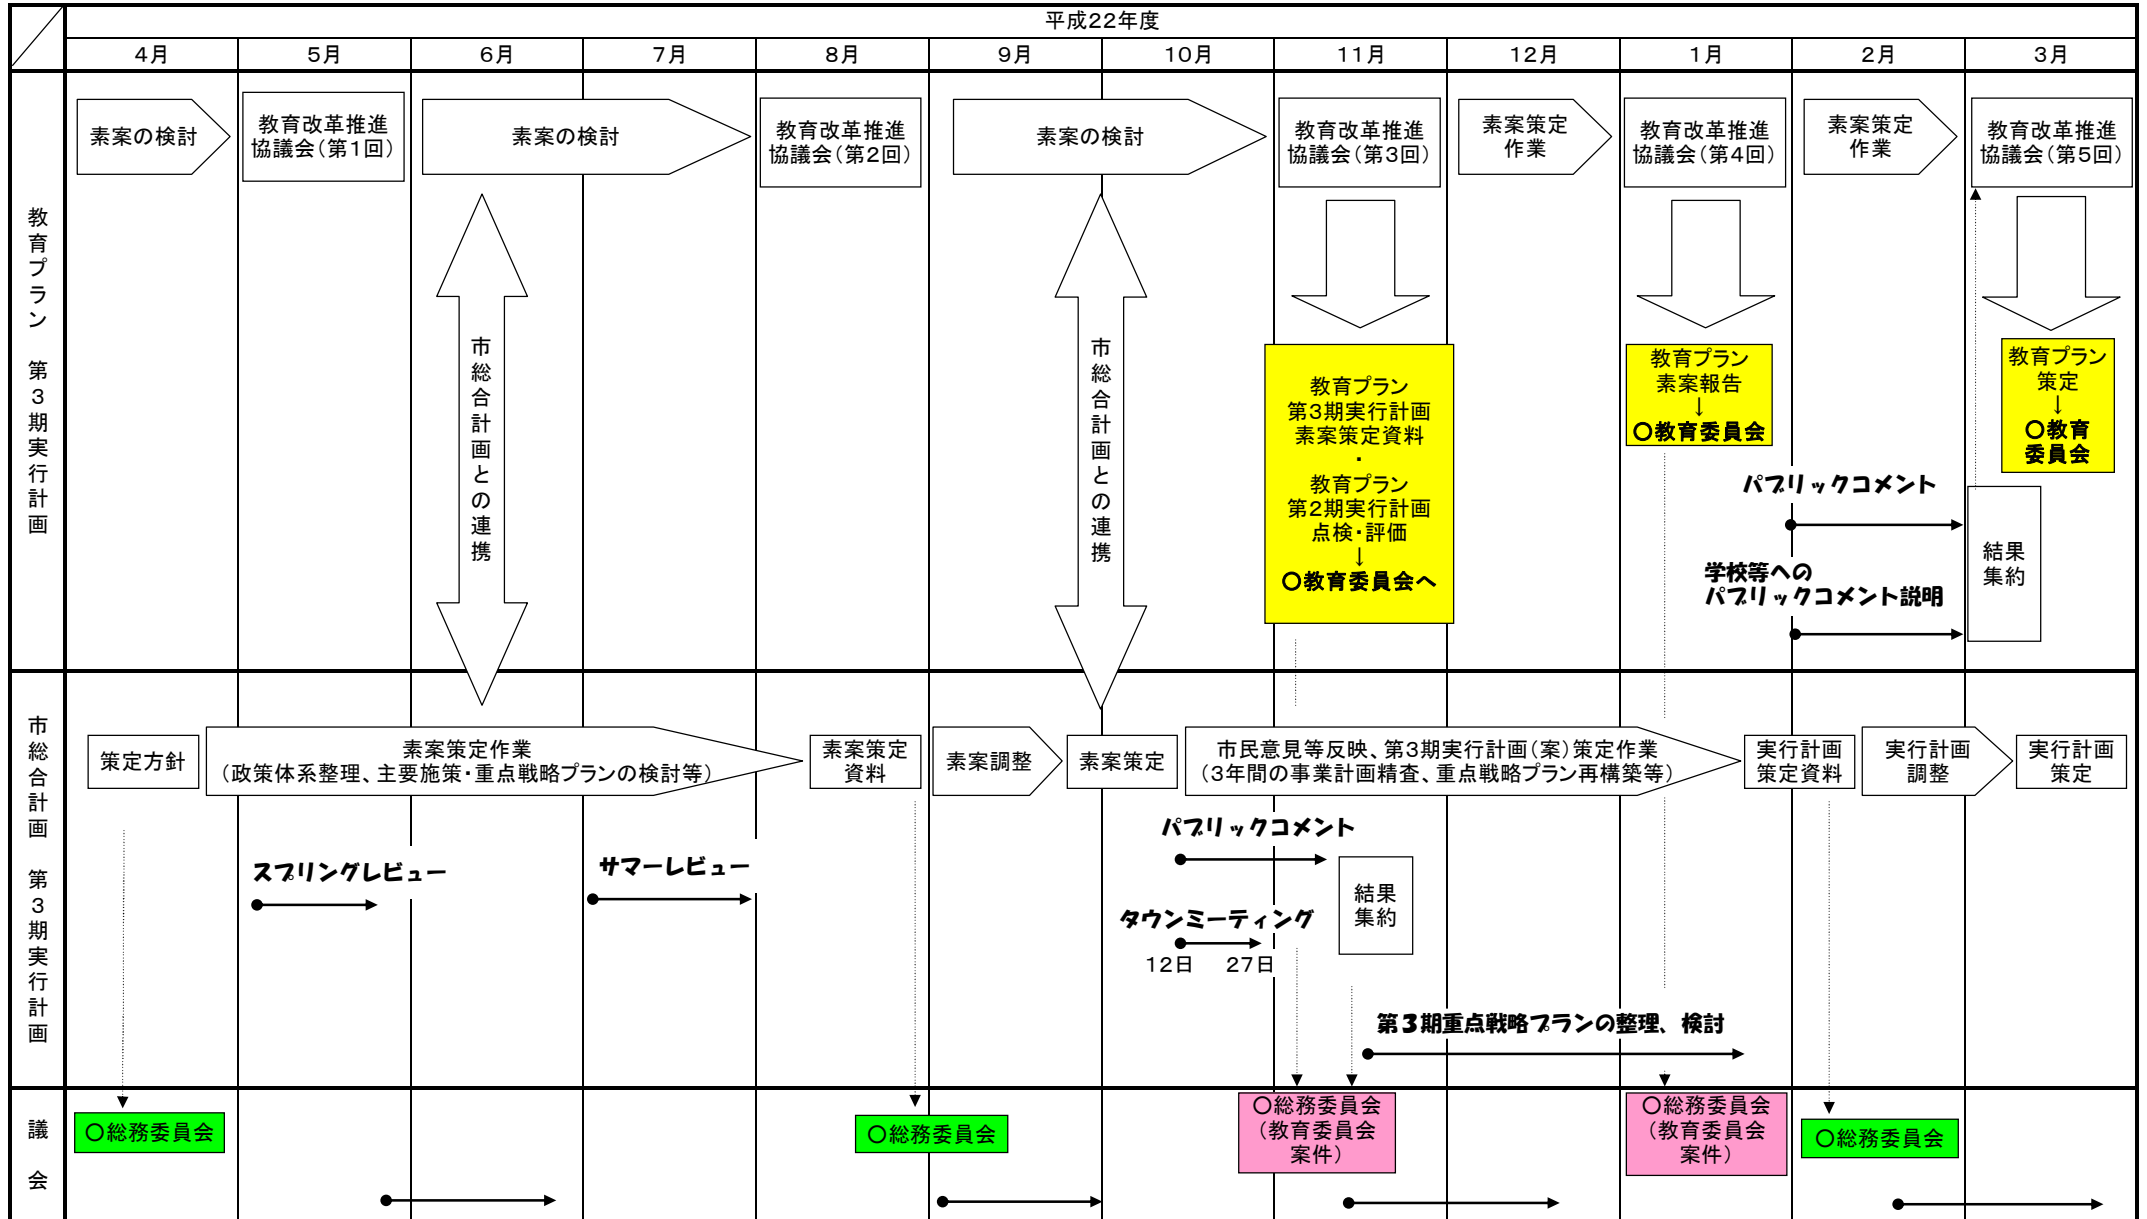 平成22年度
4月
5月
6月
7月
8月
9月
10月
11月
12月
1月
2月
3月
教育プラン　第3期実行計画
素案の検討
教育改革推進
協議会(第1回)
素案の検討
教育改革推進
協議会(第2回)
素案の検討
教育改革推進
協議会(第3回)
素案策定
作業
教育改革推進
協議会(第4回)
素案策定
作業
教育改革推進
協議会(第5回)
市総合計画との連携
市総合計画との連携
教育プラン
第3期実行計画
素案策定資料
・
教育プラン
第2期実行計画
点検・評価
↓
○教育委員会へ
教育プラン
素案報告
↓
○教育委員会
教育プラン
策定
↓
○教育
委員会
パブリックコメント
学校等への
パブリックコメント説明
結果
集約
市総合計画　第3期実行計画
策定方針
素案策定作業
(政策体系整理、主要施策・重点戦略プランの検討等)
素案策定
資料
素案調整
素案策定
市民意見等反映、第3期実行計画(案)策定作業
(3年間の事業計画精査、重点戦略プラン再構築等)
実行計画
策定資料
実行計画
調整
実行計画
策定
スプリングレビュー
サマーレビュー
パブリックコメント
タウンミーティング
12日
27日
結果
集約
第3期重点戦略プランの整理、検討
議会
○総務委員会
○総務委員会
○総務委員会
(教育委員会
案件)
○総務委員会
(教育委員会
案件)
○総務委員会